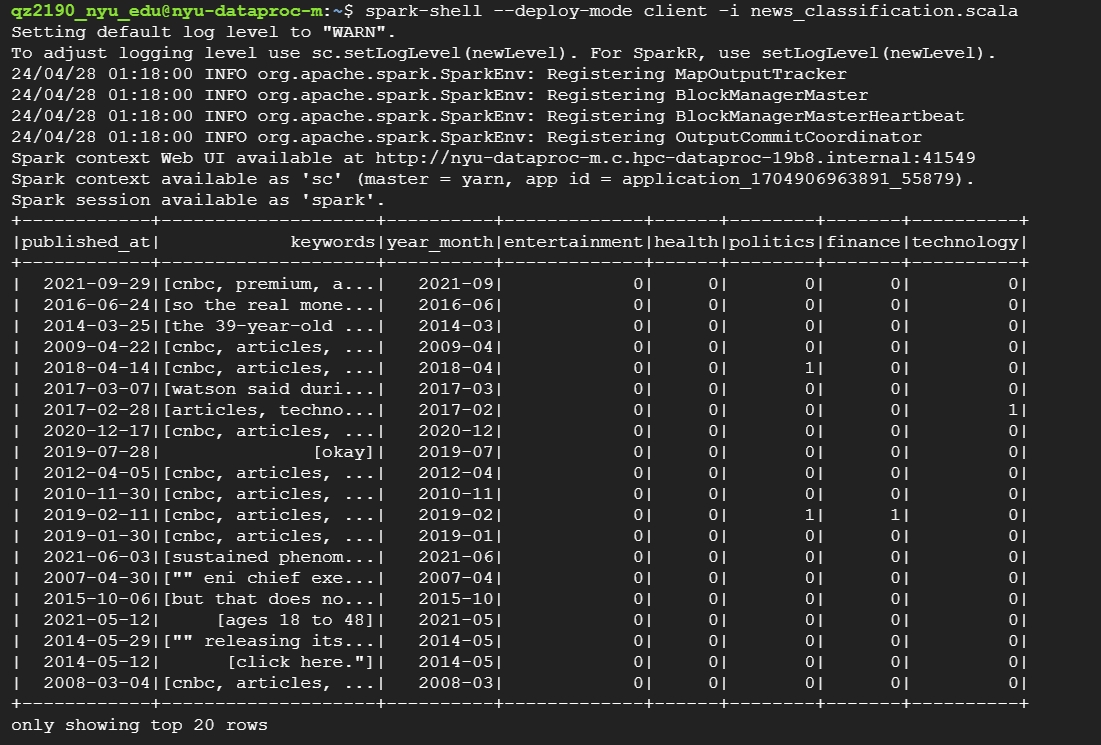 qz2190_nyu_edu@nyu-dataproc-m:~$ spark-shell --deploy-mode client -i news_classification.scala
Setting default log level to "WARN".
To adjust logging level use sc.setLogLevel(newLevel). For SparkR, use setLogLevel(newLevel).
24/04/28 01:18:00 INFO org.apache.spark.SparkEnv: Registering MapOutputTracker
24/04/28 01:18:00 INFO org.apache.spark.SparkEnv: Registering BlockManagerMaster
24/04/28 01:18:00 INFO org.apache.spark.SparkEnv: Registering BlockManagerMasterHeartbeat
24/04/28 01:18:00 INFO org.apache.spark.SparkEnv: Registering OutputCommitCoordinator
Spark context Web UI available at http://nyu-dataproc-m.c.hpc-dataproc-19b8.internal:41549
Spark context available as 'sc' (master = yarn, app id = application_1704906963891_55879).
Spark session available as 'spark'.
+------------+--------------------+----------+-------------+------+--------+-------+----------+
|published_at|            keywords|year_month|entertainment|health|politics|finance|technology|
+------------+--------------------+----------+-------------+------+--------+-------+----------+
|  2021-09-29|[cnbc, premium, a...|   2021-09|            0|     0|       0|      0|         0|
|  2016-06-24|[so the real mone...|   2016-06|            0|     0|       0|      0|         0|
|  2014-03-25|[the 39-year-old ...|   2014-03|            0|     0|       0|      0|         0|
|  2009-04-22|[cnbc, articles, ...|   2009-04|            0|     0|       0|      0|         0|
|  2018-04-14|[cnbc, articles, ...|   2018-04|            0|     0|       1|      0|         0|
|  2017-03-07|[watson said duri...|   2017-03|            0|     0|       0|      0|         0|
|  2017-02-28|[articles, techno...|   2017-02|            0|     0|       0|      0|         1|
|  2020-12-17|[cnbc, articles, ...|   2020-12|            0|     0|       0|      0|         0|
|  2019-07-28|              [okay]|   2019-07|            0|     0|       0|      0|         0|
|  2012-04-05|[cnbc, articles, ...|   2012-04|            0|     0|       0|      0|         0|
|  2010-11-30|[cnbc, articles, ...|   2010-11|            0|     0|       0|      0|         0|
|  2019-02-11|[cnbc, articles, ...|   2019-02|            0|     0|       1|      1|         0|
|  2019-01-30|[cnbc, articles, ...|   2019-01|            0|     0|       0|      0|         0|
|  2021-06-03|[sustained phenom...|   2021-06|            0|     0|       0|      0|         0|
|  2007-04-30|["" eni chief exe...|   2007-04|            0|     0|       0|      0|         0|
|  2015-10-06|[but that does no...|   2015-10|            0|     0|       0|      0|         0|
|  2021-05-12|     [ages 18 to 48]|   2021-05|            0|     0|       0|      0|         0|
|  2014-05-29|["" releasing its...|   2014-05|            0|     0|       0|      0|         0|
|  2014-05-12|      [click here."]|   2014-05|            0|     0|       0|      0|         0|
|  2008-03-04|[cnbc, articles, ...|   2008-03|            0|     0|       0|      0|         0|
+------------+--------------------+----------+-------------+------+--------+-------+----------+
only showing top 20 rows